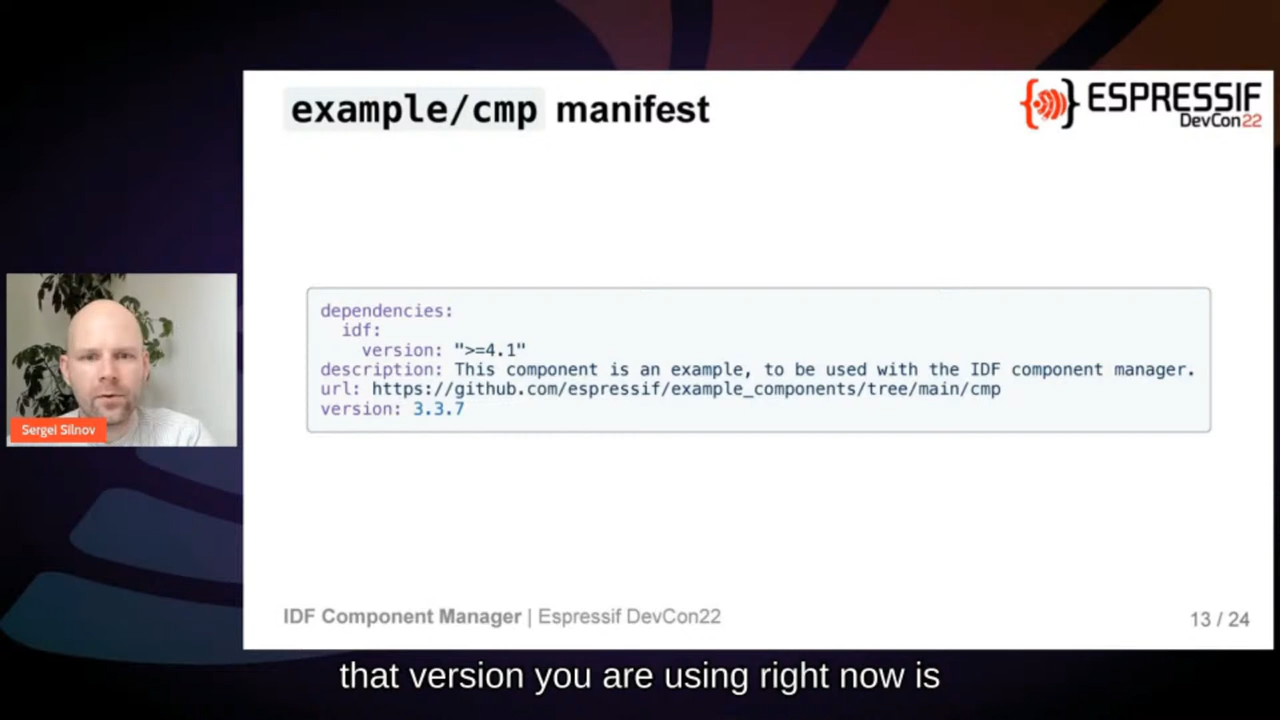 example/cmp manifest
ESPRESSIF
DevCon22
dependencies:
idf:
version: ">=4.1"
description: This component is an example, to be used with the IDF component manager.
url: https://github.com/espressif/example_components/tree/main/cmp
version: 3.3.7
Sergei Silnov
IDF Component Manager | Espressif DevCon22
13 / 24
that version you are using right now is